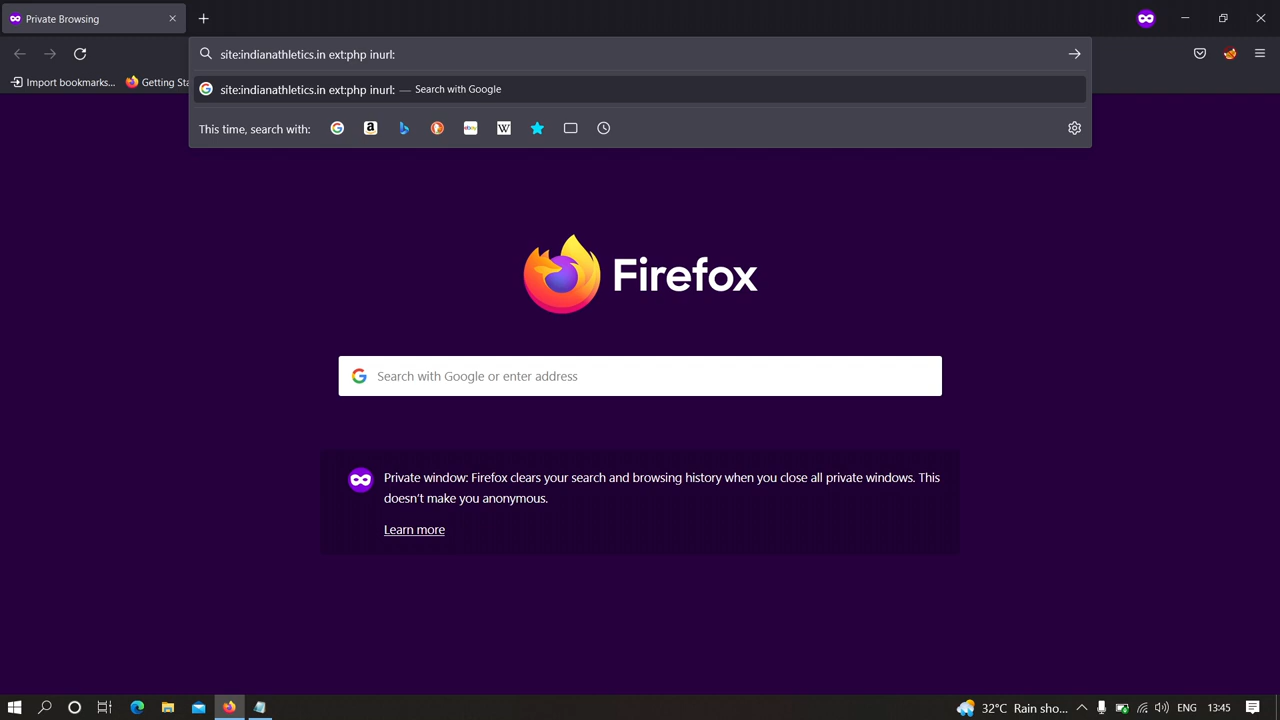 Private Browsing
site:indianathletics.in ext:php inurl:
Import bookmarks...
Getting Sta
site:indianathletics.in ext:php inurl: — Search with Google
This time, search with:
Firefox
Search with Google or enter address
Private window: Firefox clears your search and browsing history when you close all private windows. This
doesn't make you anonymous.
Learn more
32°C Rain sho...
ENG
13:45